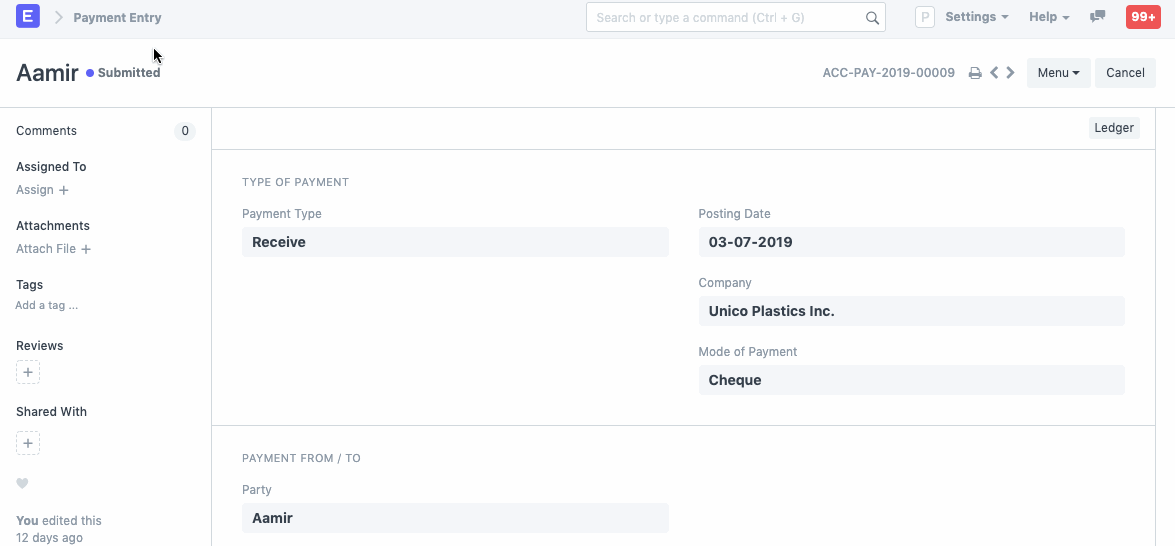 E Payment Entry Search or type a command (Ctrl + G) P Settings Help 99+
Aamir Submitted ACC-PAY-2019-00009 Menu Cancel
Comments 0
Assigned To
Assign +
Attachments
Attach File +
Tags
Add a tag ...
Reviews
+
Shared With
+
You edited this
12 days ago
Ledger
TYPE OF PAYMENT
Payment Type
Receive
Posting Date
03-07-2019
Company
Unico Plastics Inc.
Mode of Payment
Cheque
PAYMENT FROM / TO
Party
Aamir